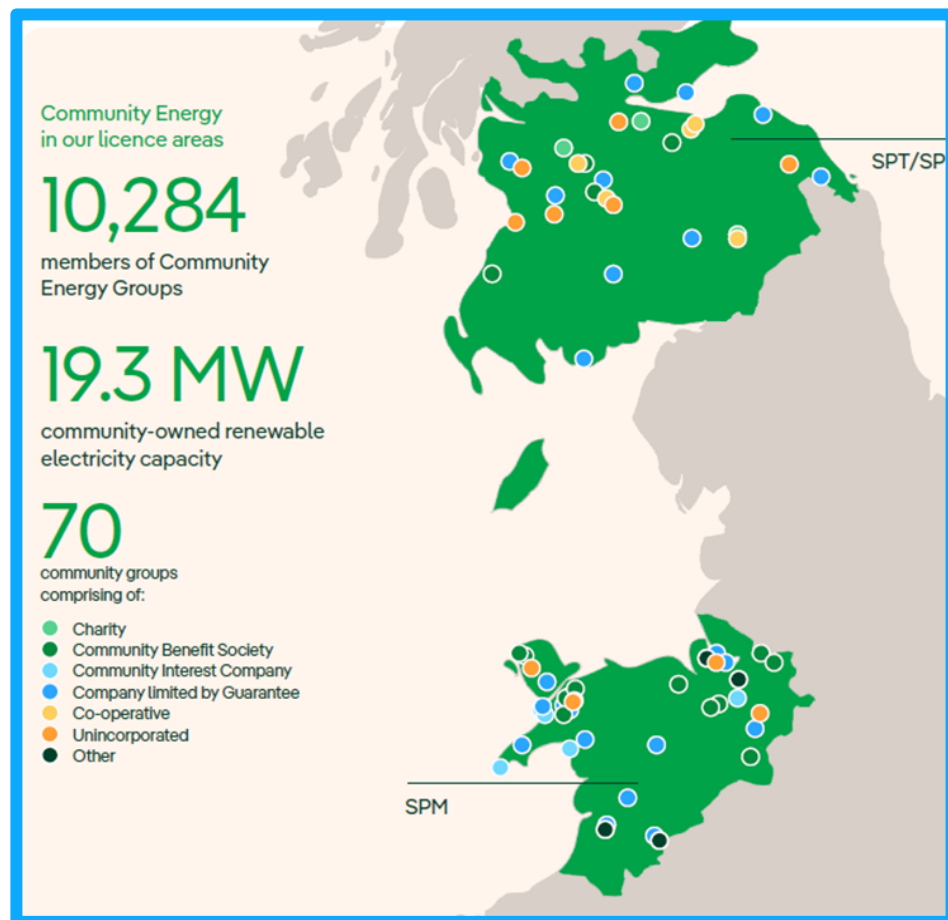 Community Energy
in our licence areas
10,284
members of Community
Energy Groups
19.3 MW
community-owned renewable
electricity capacity
70
community groups
comprising of:
Charity
Community Benefit Society
Community Interest Company
Company limited by Guarantee
Co-operative
Unincorporated
Other
SPT/SP
SPM